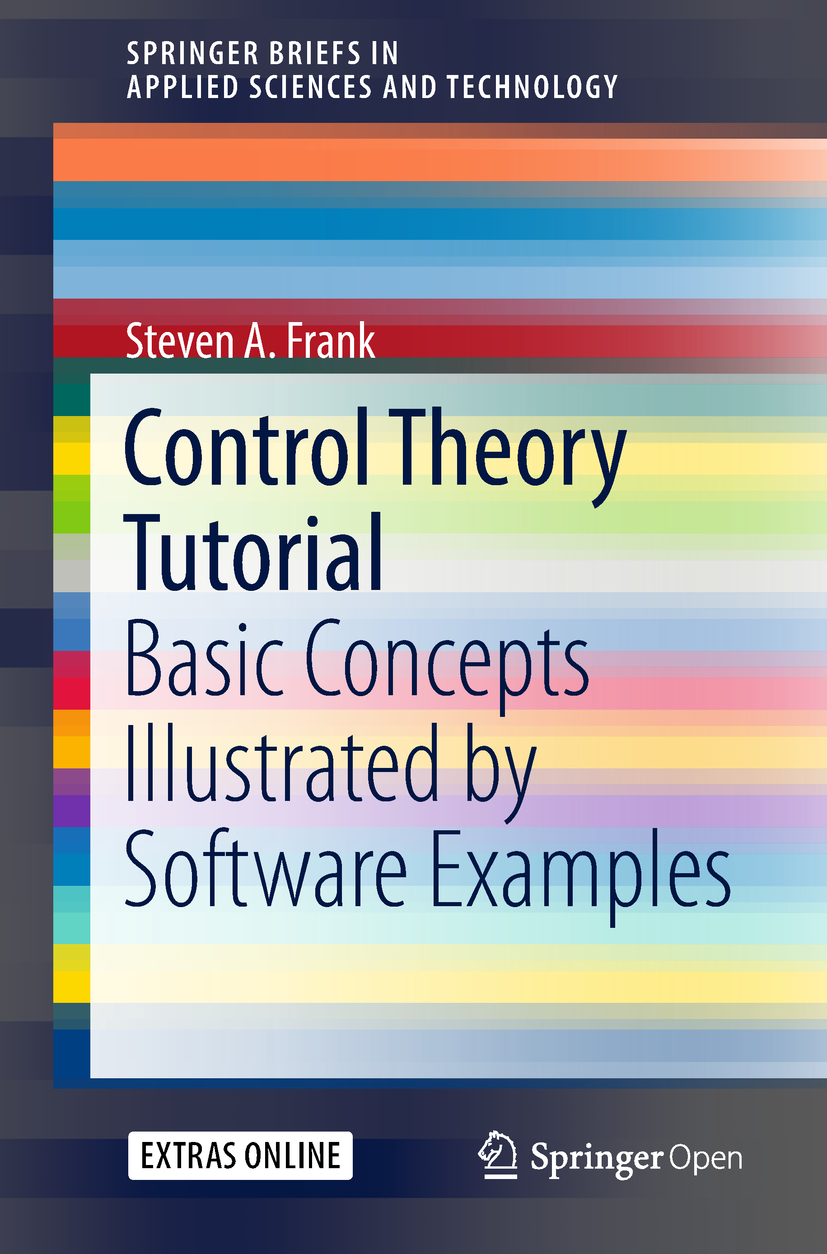 SPRINGER BRIEFS IN
APPLIED SCIENCES AND TECHNOLOGY
Steven A. Frank
Control Theory
Tutorial
Basic Concepts
Illustrated by
Software Examples
EXTRAS ONLINE
Springer Open